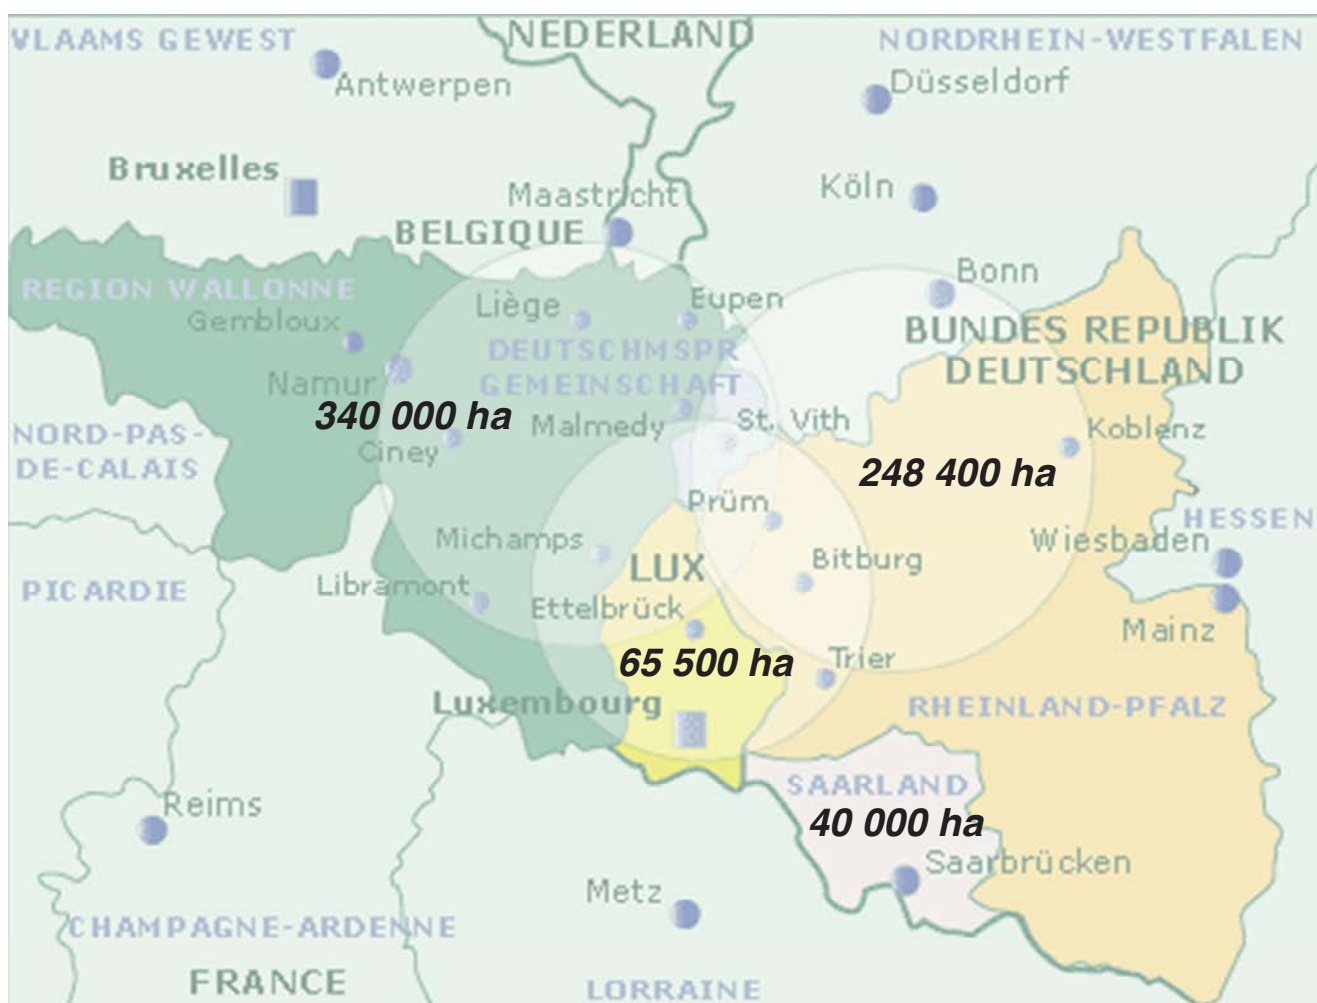 NEDERLAND
VLAAMS GEWEST
NORDRHEIN-WESTFALEN
Antwerpen
Düsseldorf
Bruxelles
Maastricht
Köln
BELGIQUE
Bonn
REGION WALLONNE
Liège
Eupen
Gembloux
BUNDES REPUBLIK
DEUTSCHLAND
DEUTSCHMSPR
GEMEINSCHAFT
Namur
340 000 ha
Malmedy
St. Vith
Koblenz
NORD-PAS-
DE-CALAIS
Ciney
248 400 ha
Prüm
HESSEN
Michamps
Wiesbaden
LUX
Bitburg
PICARDIE
Libramont
Ettelbrück
Mainz
65 500 ha
Trier
Luxembourg
RHEINLAND-PFALZ
SAARLAND
Reims
40 000 ha
Saarbrücken
Metz
CHAMPAGNE-ARDENNE
FRANCE
LORRAINE